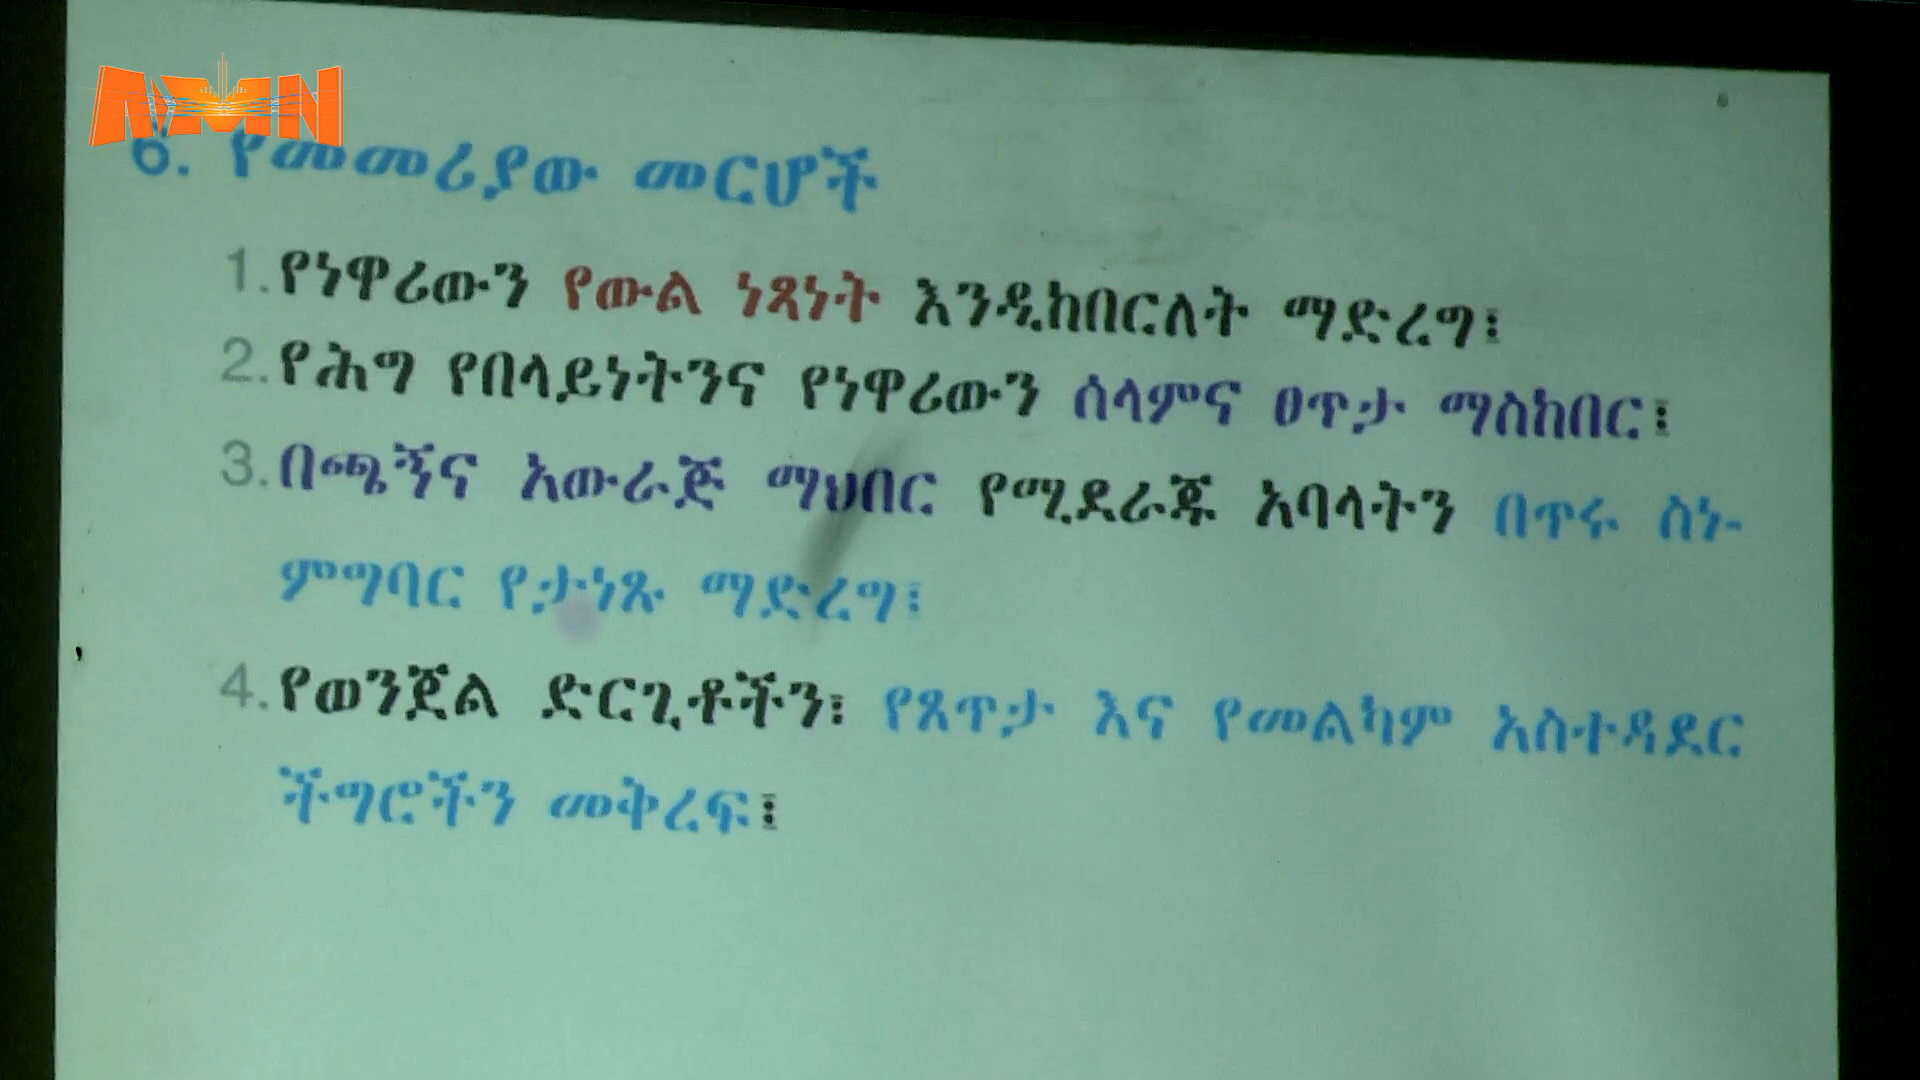 AMN
6. የመመሪያው መርሆች
1. የነዋሪውን የውል ነጻነት እንዲከበርለት ማድረግ፤
2. የሕግ የበላይነትንና የነዋሪውን ሰላምና ፀጥታ ማስከበር፤
3. በጫኝና አውራጅ ማህበር የሚደራጁ አባላትን በጥሩ ስነ-
ምግባር የታነጹ ማድረግ፤
4. የወንጀል ድርጊቶችን፣ የጸጥታ እና የመልካም አስተዳደር
ችግሮችን መቅረፍ፤